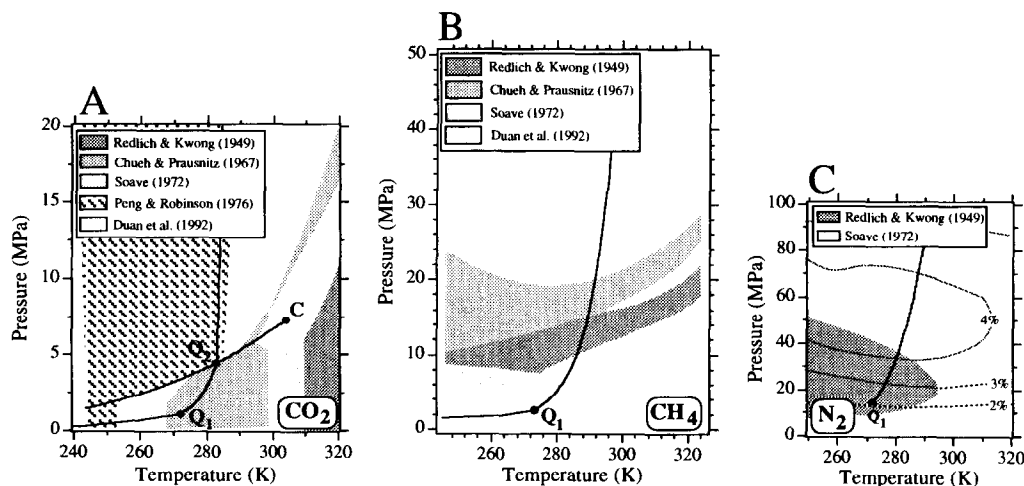 A
20
15
10
5
0
Pressure (MPa)
Redlich & Kwong (1949)
Chueh & Prausnitz (1967)
Soave (1972)
Peng & Robinson (1976)
Duan et al. (1992)
C
Q2
Q1
CO2
240 260 280 300 320
Temperature (K)
B
50
40
30
20
10
0
Pressure (MPa)
Redlich & Kwong (1949)
Chueh & Prausnitz (1967)
Soave (1972)
Duan et al. (1992)
Q1
CH4
260 280 300 320
Temperature (K)
C
100
80
60
40
20
0
Pressure (MPa)
Redlich & Kwong (1949)
Soave (1972)
4%
3%
2%
Q1
N2
260 280 300 320
Temperature (K)